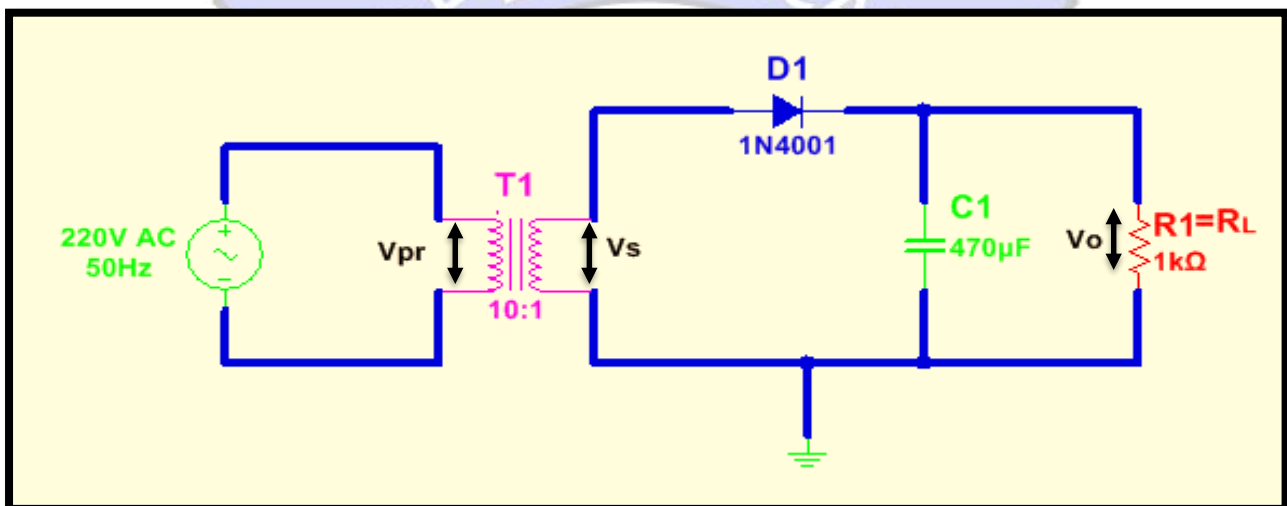 D1
1N4001
T1
220V AC
50Hz
Vpr
Vs
10:1
C1
470µF
Vo
R1=RL
1kΩ